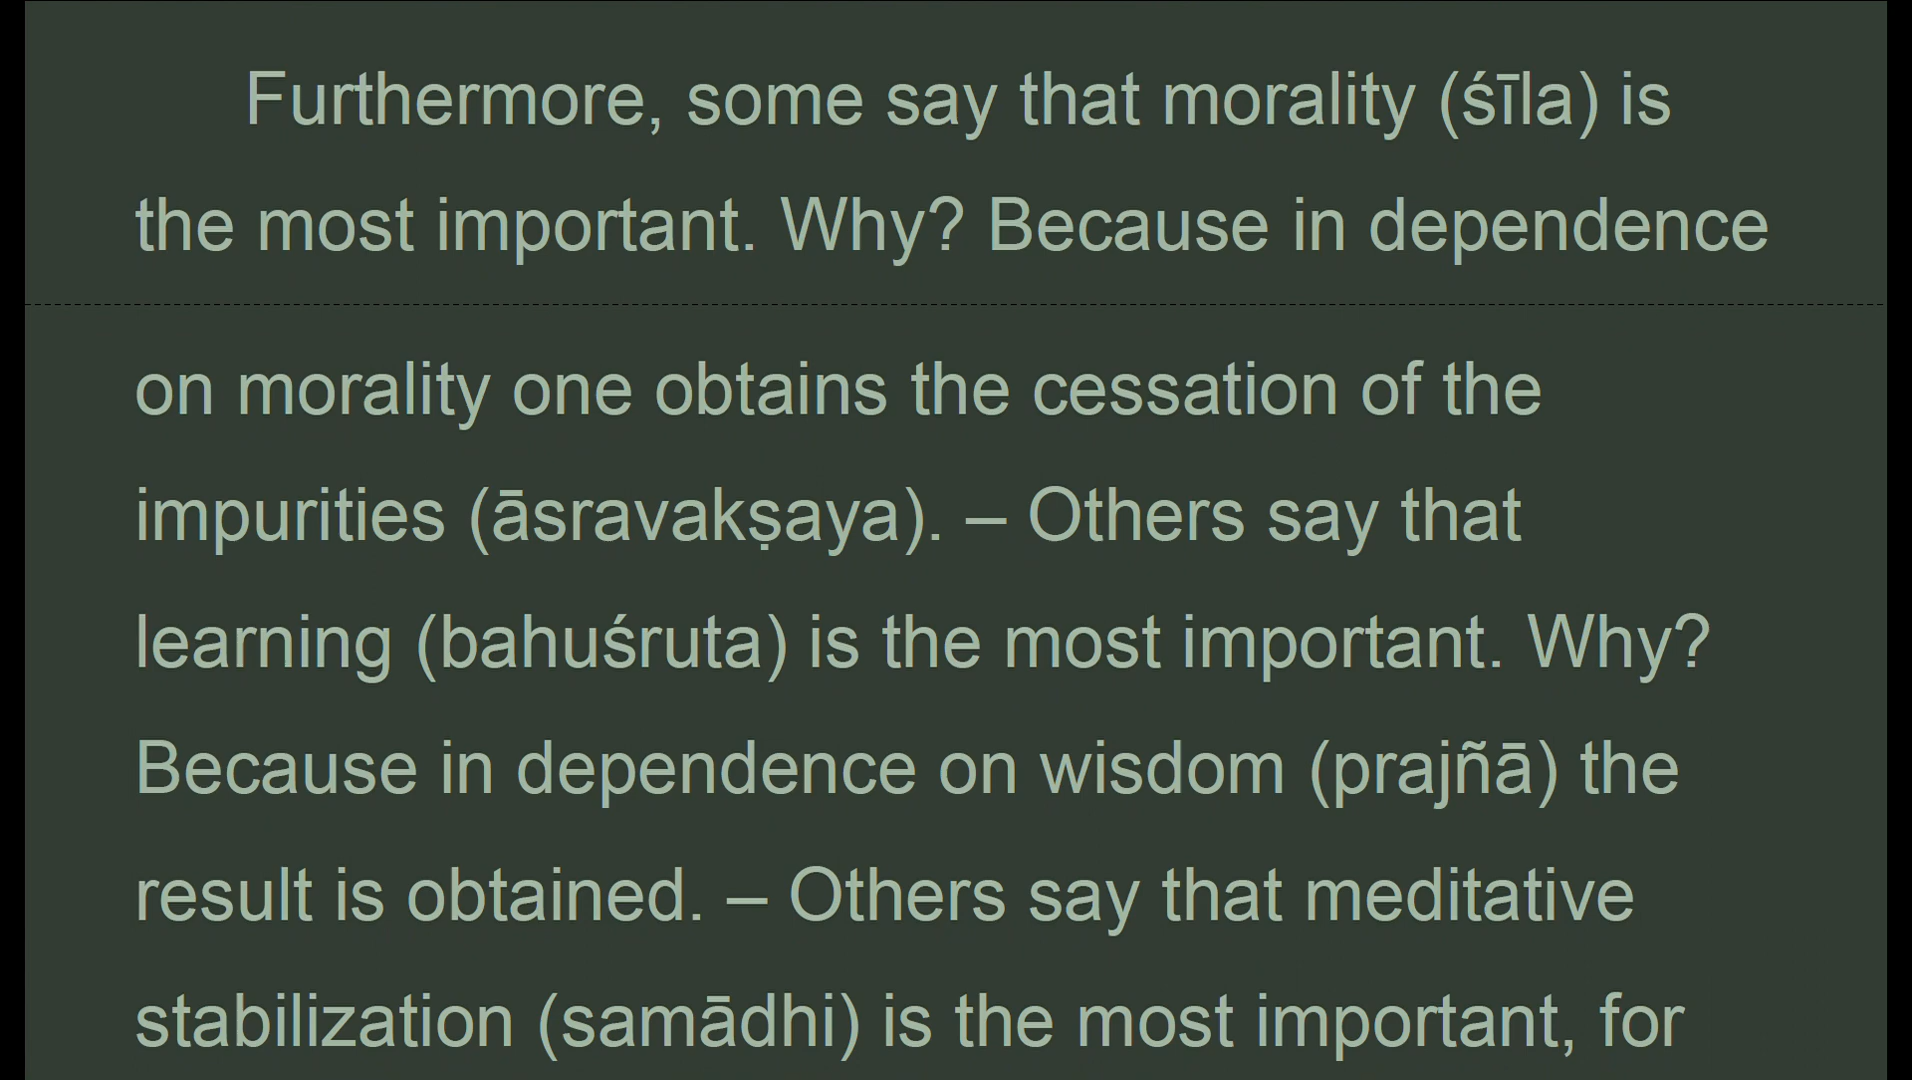 Furthermore, some say that morality (śīla) is
the most important. Why? Because in dependence
on morality one obtains the cessation of the
impurities (āsravakṣaya). – Others say that
learning (bahuśruta) is the most important. Why?
Because in dependence on wisdom (prajñā) the
result is obtained. – Others say that meditative
stabilization (samādhi) is the most important, for